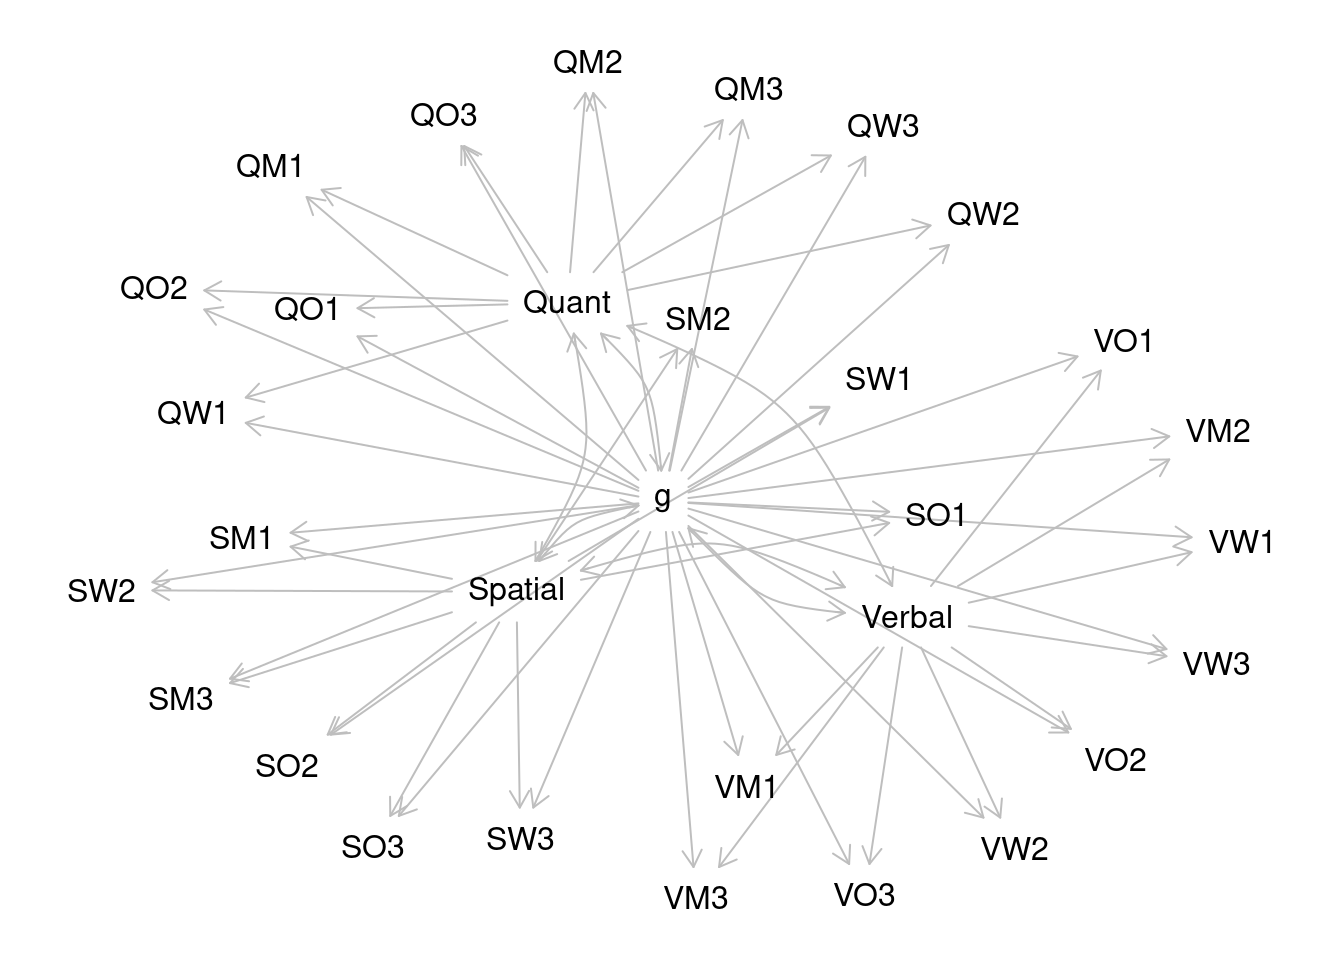 QM2
QM3
QO3
QW3
QM1
QW2
QO2
Quant
QO1
SM2
VO1
SW1
QW1
VM2
g
SO1
SM1
VW1
SW2
Spatial
Verbal
VW3
SM3
VO2
SO2
VM1
SW3
SO3
VW2
VO3
VM3